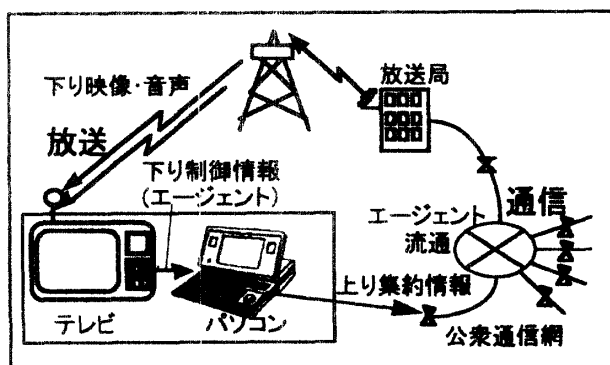 放送局
下り映像・音声
放送
下り制御情報
(エージェント)
エージェント
通信
流通
上り集約情報
テレビ
パソコン
公衆通信網